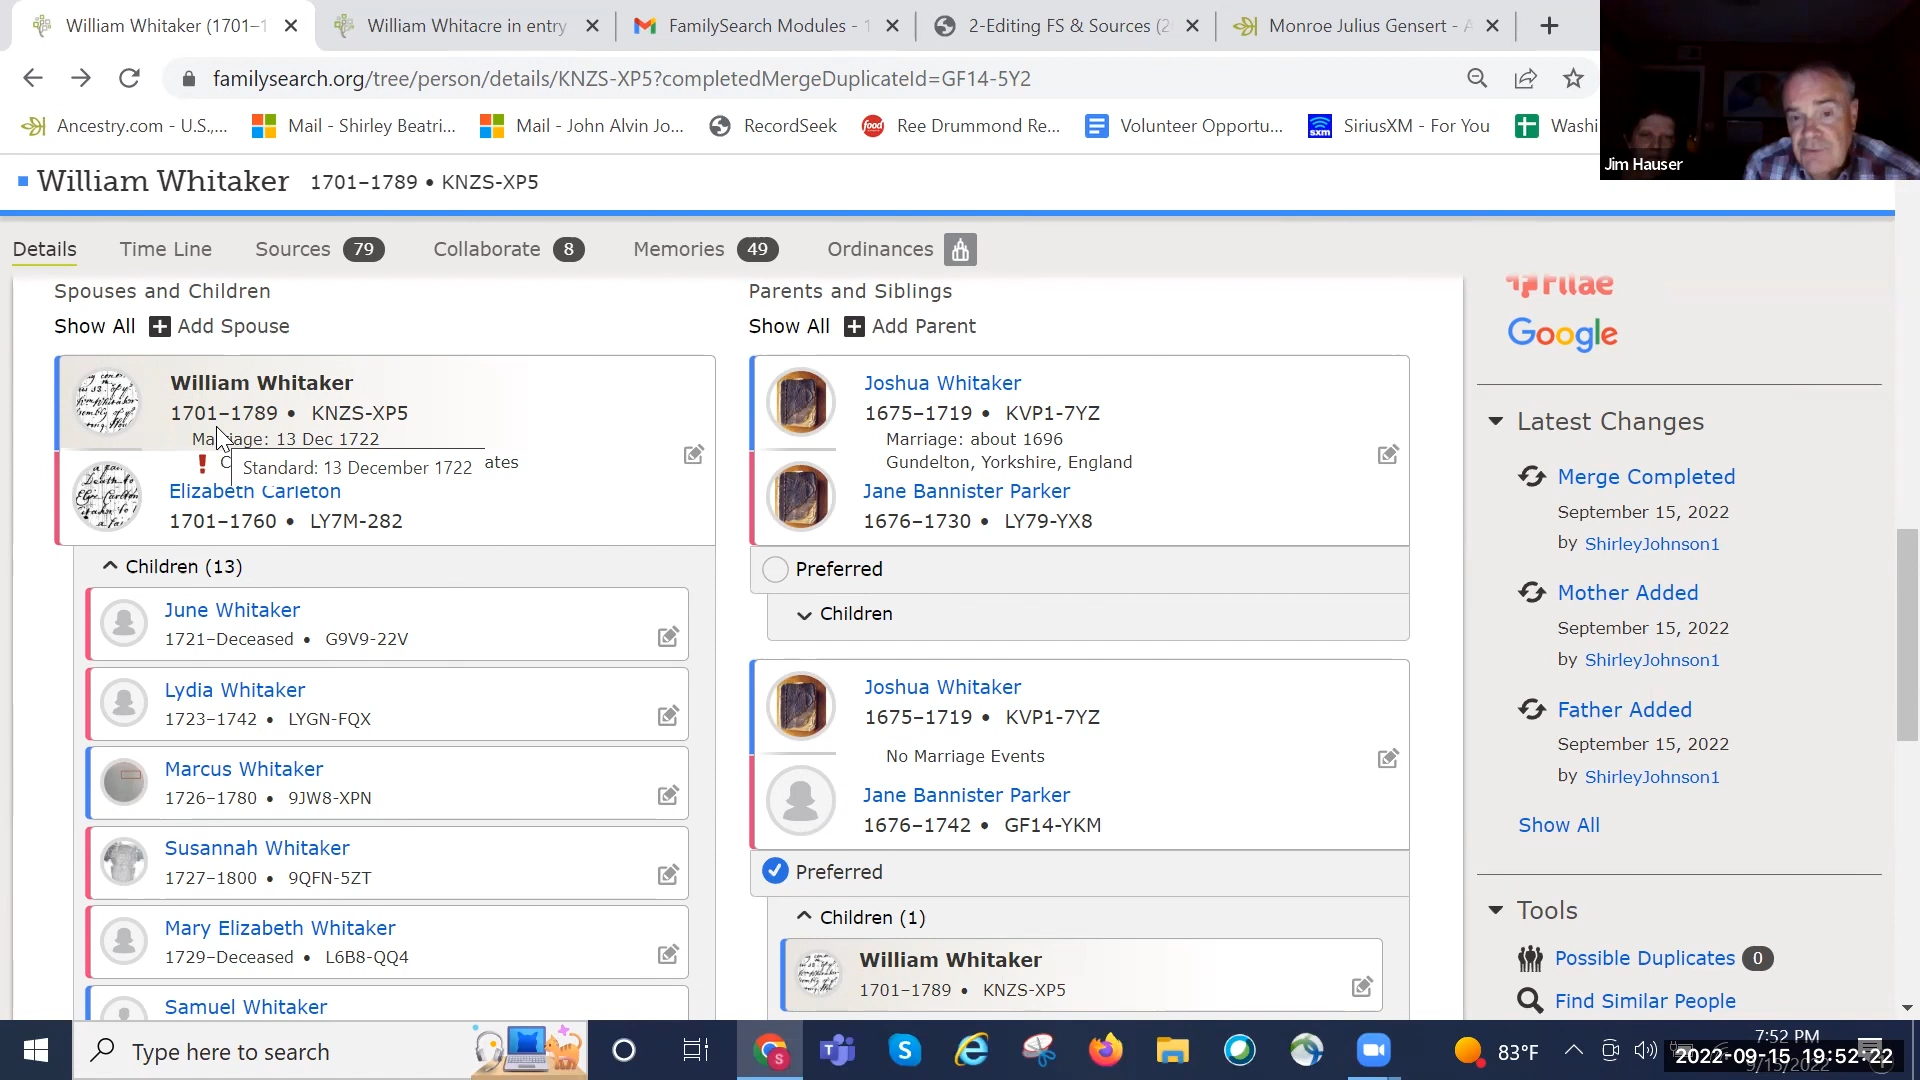 William Whitaker (1701–1
William Whitacre in entry
FamilySearch Modules - 1
2-Editing FS & Sources (2
Monroe Julius Gensert - A
familysearch.org/tree/person/details/KNZS-XP5?completedMergeDuplicateId=GF14-5Y2
Ancestry.com - U.S.,...
Mail - Shirley Beatri...
Mail - John Alvin Jo...
RecordSeek
food
Ree Drummond Re...
Volunteer Opportu...
sxm
SiriusXM - For You
Washi
Jim Hauser
William Whitaker 1701–1789 • KNZS-XP5
Details
Time Line
Sources 79
Collaborate 8
Memories 49
Ordinances
Spouses and Children
Show All Add Spouse
William Whitaker
1701–1789 • KNZS-XP5
Marriage: 13 Dec 1722
Standard: 13 December 1722
ates
Elizabeth Carleton
1701–1760 • LY7M-282
Children (13)
June Whitaker
1721–Deceased • G9V9-22V
Lydia Whitaker
1723–1742 • LYGN-FQX
Marcus Whitaker
1726–1780 • 9JW8-XPN
Susannah Whitaker
1727–1800 • 9QFN-5ZT
Mary Elizabeth Whitaker
1729–Deceased • L6B8-QQ4
Samuel Whitaker
Parents and Siblings
Show All Add Parent
Joshua Whitaker
1675–1719 • KVP1-7YZ
Marriage: about 1696
Gundelton, Yorkshire, England
Jane Bannister Parker
1676–1730 • LY79-YX8
Preferred
Children
Joshua Whitaker
1675–1719 • KVP1-7YZ
No Marriage Events
Jane Bannister Parker
1676–1742 • GF14-YKM
Preferred
Children (1)
William Whitaker
1701–1789 • KNZS-XP5
Filae
Google
Latest Changes
Merge Completed
September 15, 2022
by ShirleyJohnson1
Mother Added
September 15, 2022
by ShirleyJohnson1
Father Added
September 15, 2022
by ShirleyJohnson1
Show All
Tools
Possible Duplicates 0
Find Similar People
Type here to search
83°F
7:52 PM
9/15/2022
2022-09-15 19:52:22